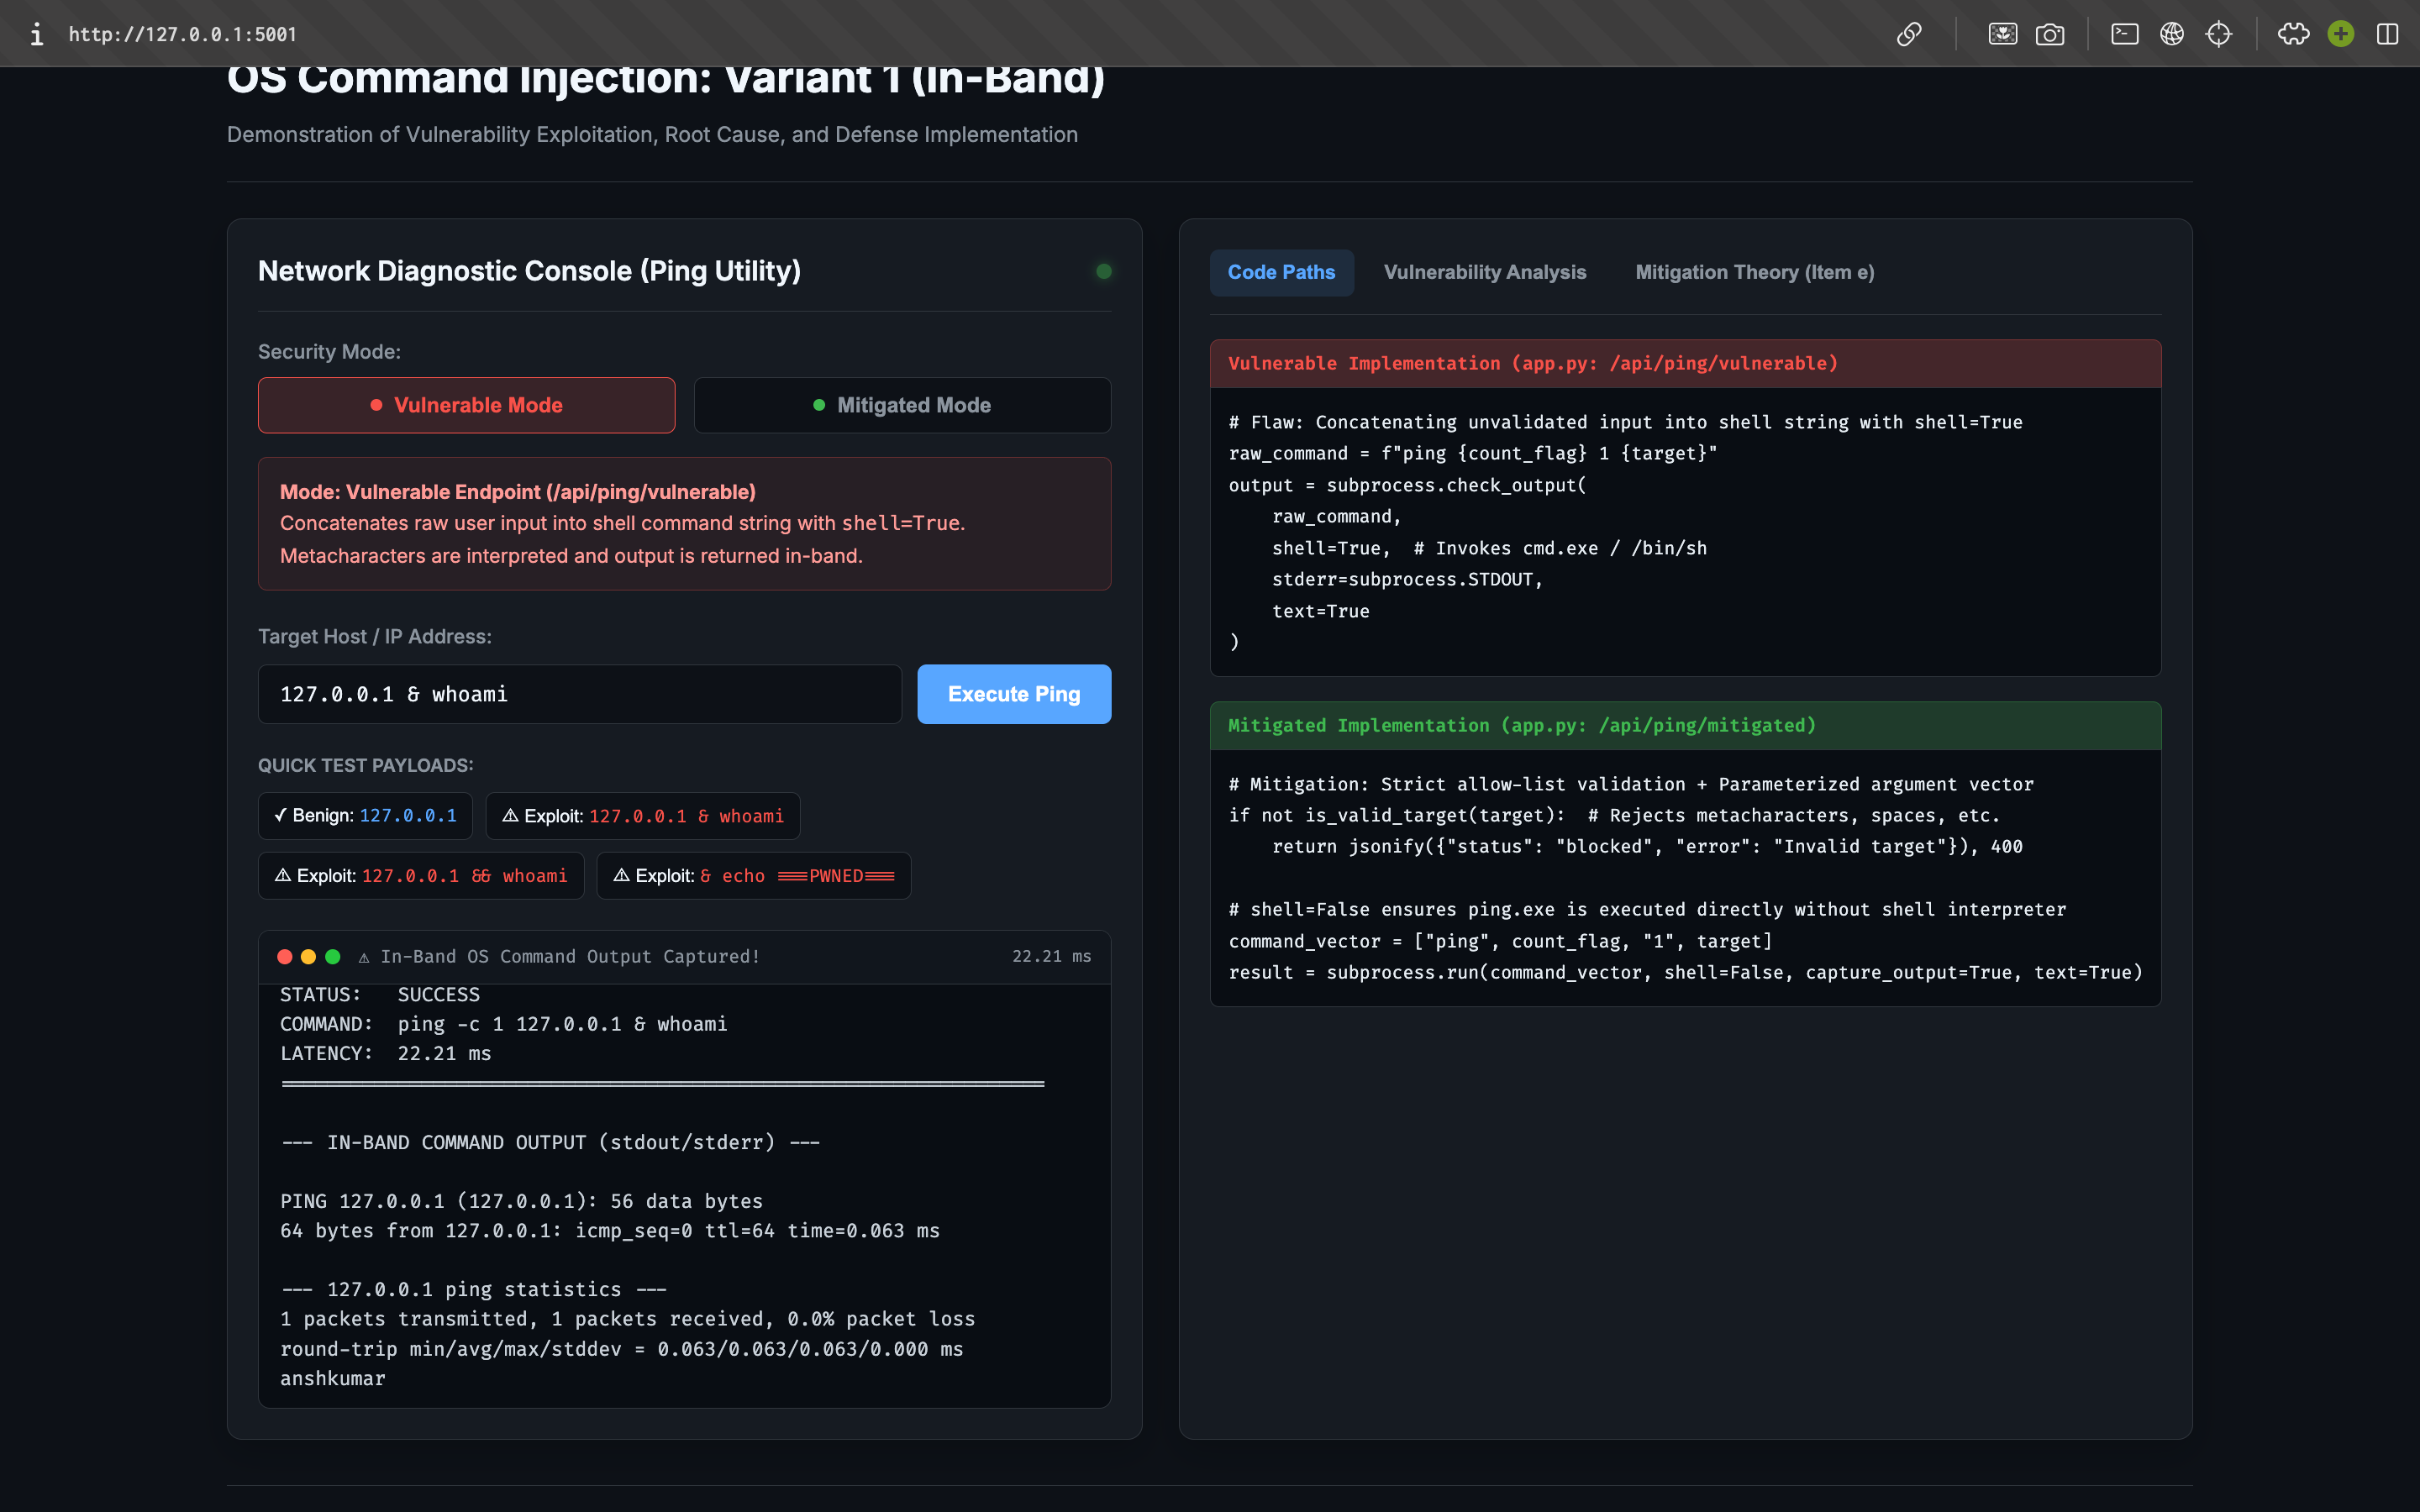 http://127.0.0.1:5001
OS Command Injection: Variant 1 (In-Band)
Demonstration of Vulnerability Exploitation, Root Cause, and Defense Implementation
Network Diagnostic Console (Ping Utility)
Security Mode:
Vulnerable Mode
Mitigated Mode
Mode: Vulnerable Endpoint (/api/ping/vulnerable)
Concatenates raw user input into shell command string with shell=True.
Metacharacters are interpreted and output is returned in-band.
Target Host / IP Address:
127.0.0.1 & whoami
Execute Ping
QUICK TEST PAYLOADS:
✓ Benign: 127.0.0.1
⚠ Exploit: 127.0.0.1 & whoami
⚠ Exploit: 127.0.0.1 && whoami
⚠ Exploit: & echo ===PWNED===
⚠ In-Band OS Command Output Captured!
22.21 ms
STATUS: SUCCESS
COMMAND: ping -c 1 127.0.0.1 & whoami
LATENCY: 22.21 ms
=================================================================
--- IN-BAND COMMAND OUTPUT (stdout/stderr) ---
PING 127.0.0.1 (127.0.0.1): 56 data bytes
64 bytes from 127.0.0.1: icmp_seq=0 ttl=64 time=0.063 ms
--- 127.0.0.1 ping statistics ---
1 packets transmitted, 1 packets received, 0.0% packet loss
round-trip min/avg/max/stddev = 0.063/0.063/0.063/0.000 ms
anshkumar
Code Paths
Vulnerability Analysis
Mitigation Theory (Item e)
Vulnerable Implementation (app.py: /api/ping/vulnerable)
# Flaw: Concatenating unvalidated input into shell string with shell=True
raw_command = f"ping {count_flag} 1 {target}"
output = subprocess.check_output(
    raw_command,
    shell=True,  # Invokes cmd.exe / /bin/sh
    stderr=subprocess.STDOUT,
    text=True
)
Mitigated Implementation (app.py: /api/ping/mitigated)
# Mitigation: Strict allow-list validation + Parameterized argument vector
if not is_valid_target(target):  # Rejects metacharacters, spaces, etc.
    return jsonify({"status": "blocked", "error": "Invalid target"}), 400
# shell=False ensures ping.exe is executed directly without shell interpreter
command_vector = ["ping", count_flag, "1", target]
result = subprocess.run(command_vector, shell=False, capture_output=True, text=True)